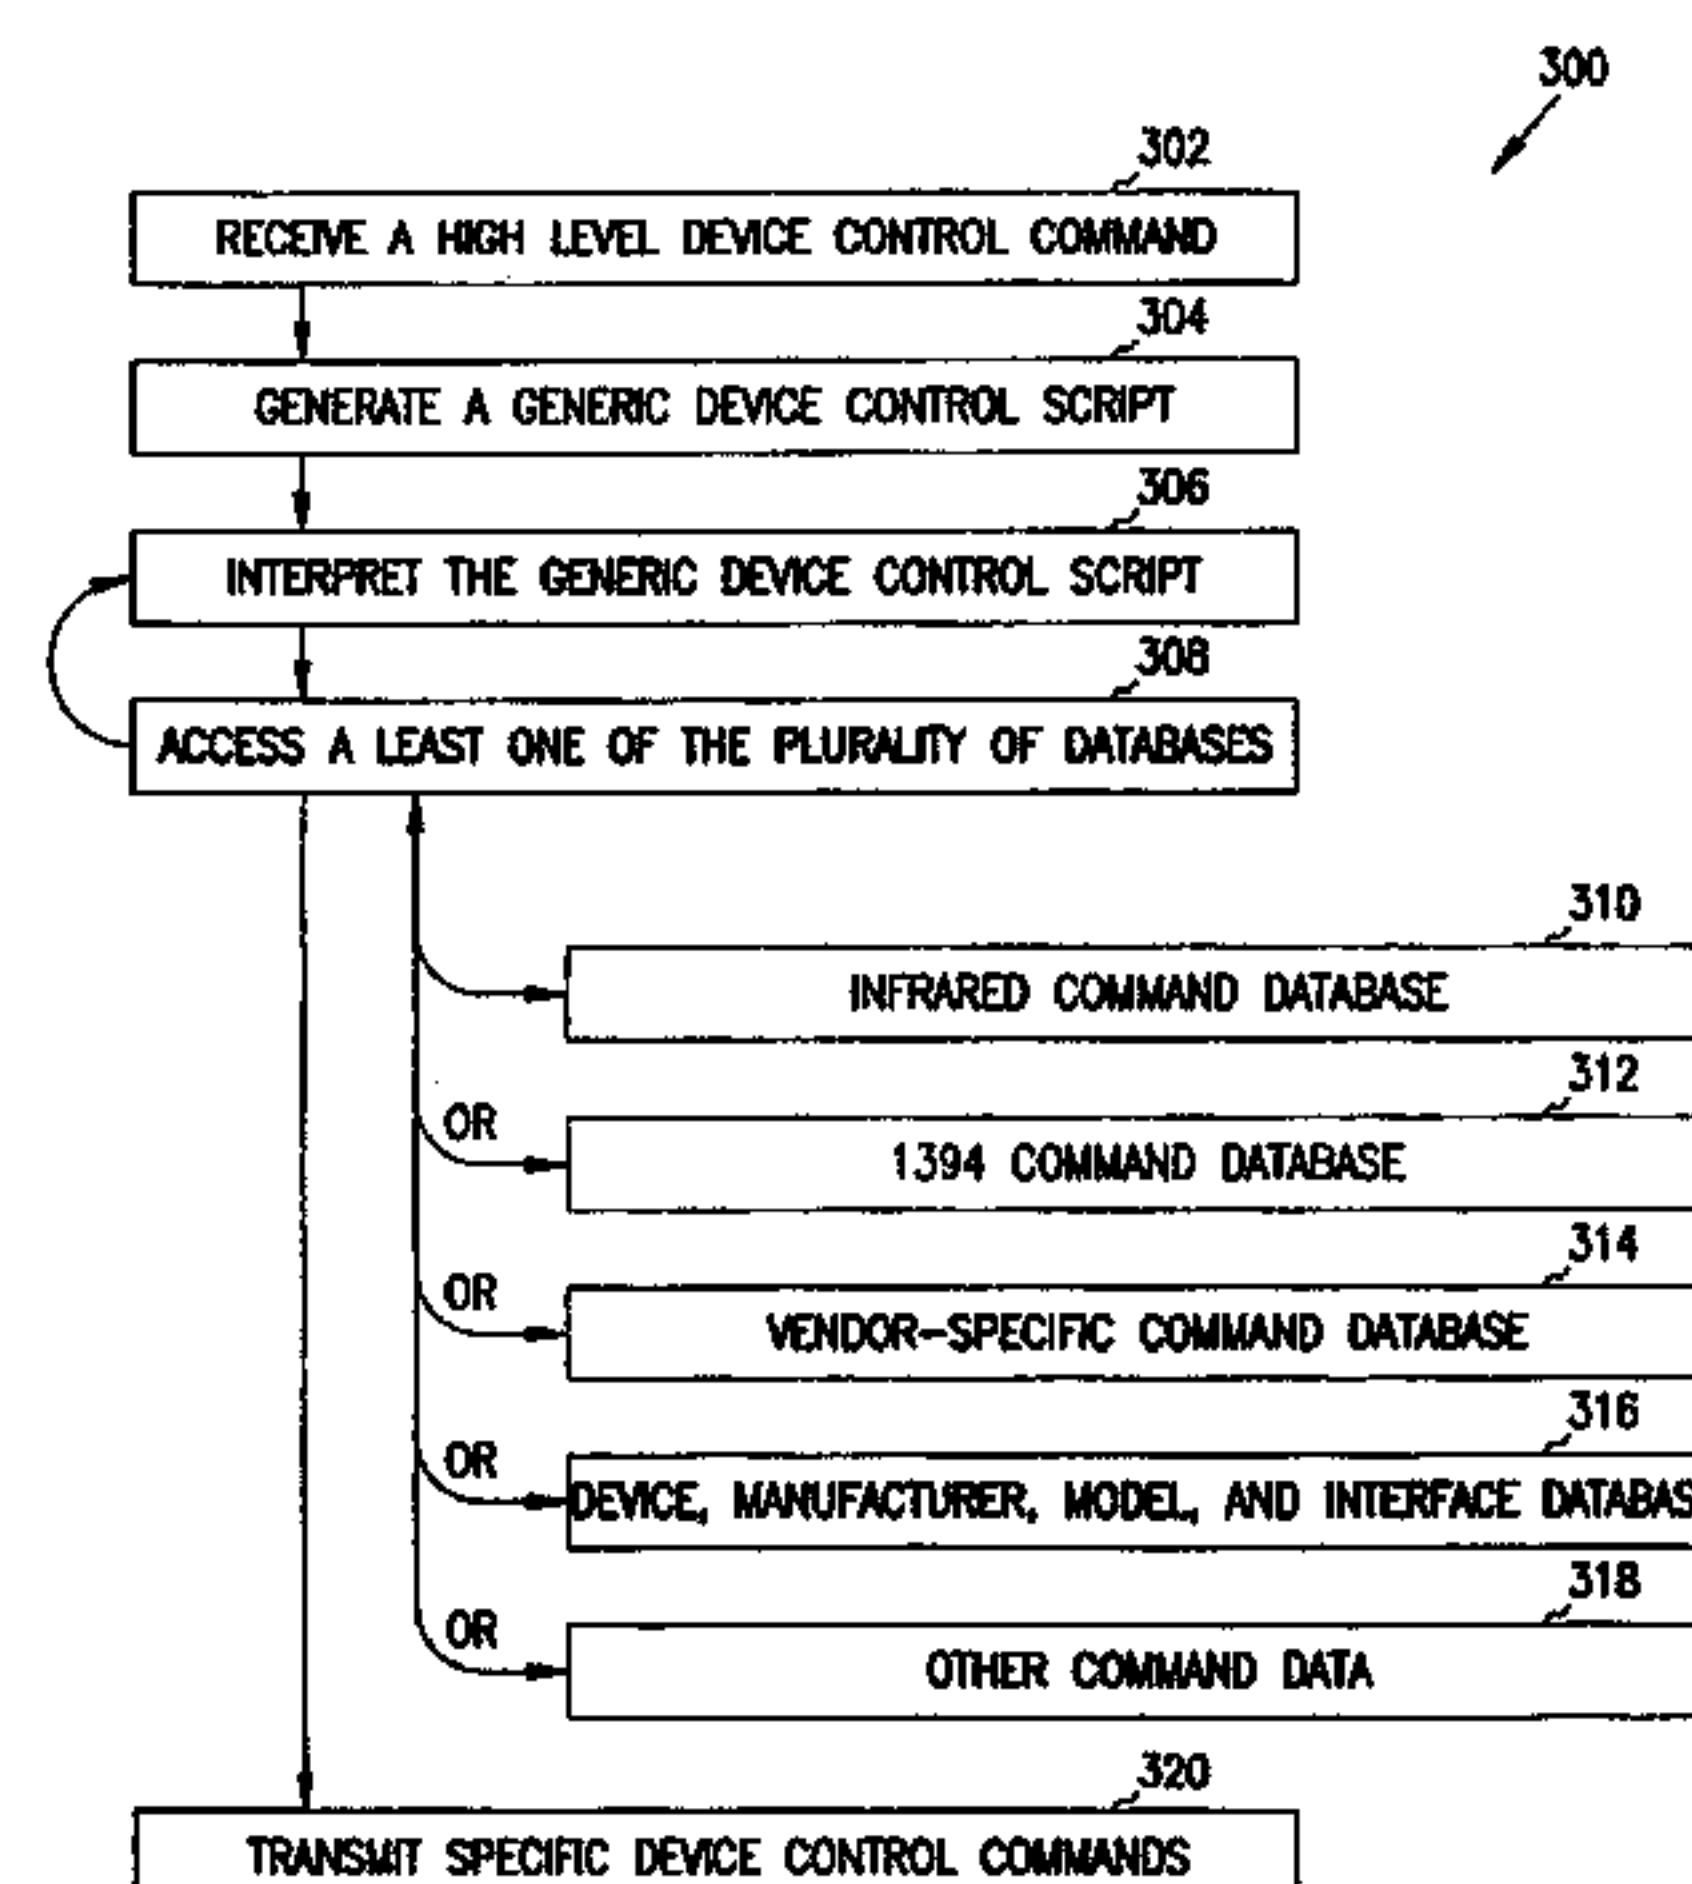 300
302
RECEIVE A HIGH LEVEL DEVICE CONTROL COMMAND
304
GENERATE A GENERIC DEVICE CONTROL SCRIPT
306
INTERPRET THE GENERIC DEVICE CONTROL SCRIPT
308
ACCESS A LEAST ONE OF THE PLURALITY OF DATABASES
310
INFRARED COMMAND DATABASE
312
OR
1394 COMMAND DATABASE
314
OR
VENDOR-SPECIFIC COMMAND DATABASE
316
OR
DEVICE, MANUFACTURER, MODEL, AND INTERFACE DATABAS
318
OR
OTHER COMMAND DATA
320
TRANSMIT SPECIFIC DEVICE CONTROL COMMANDS